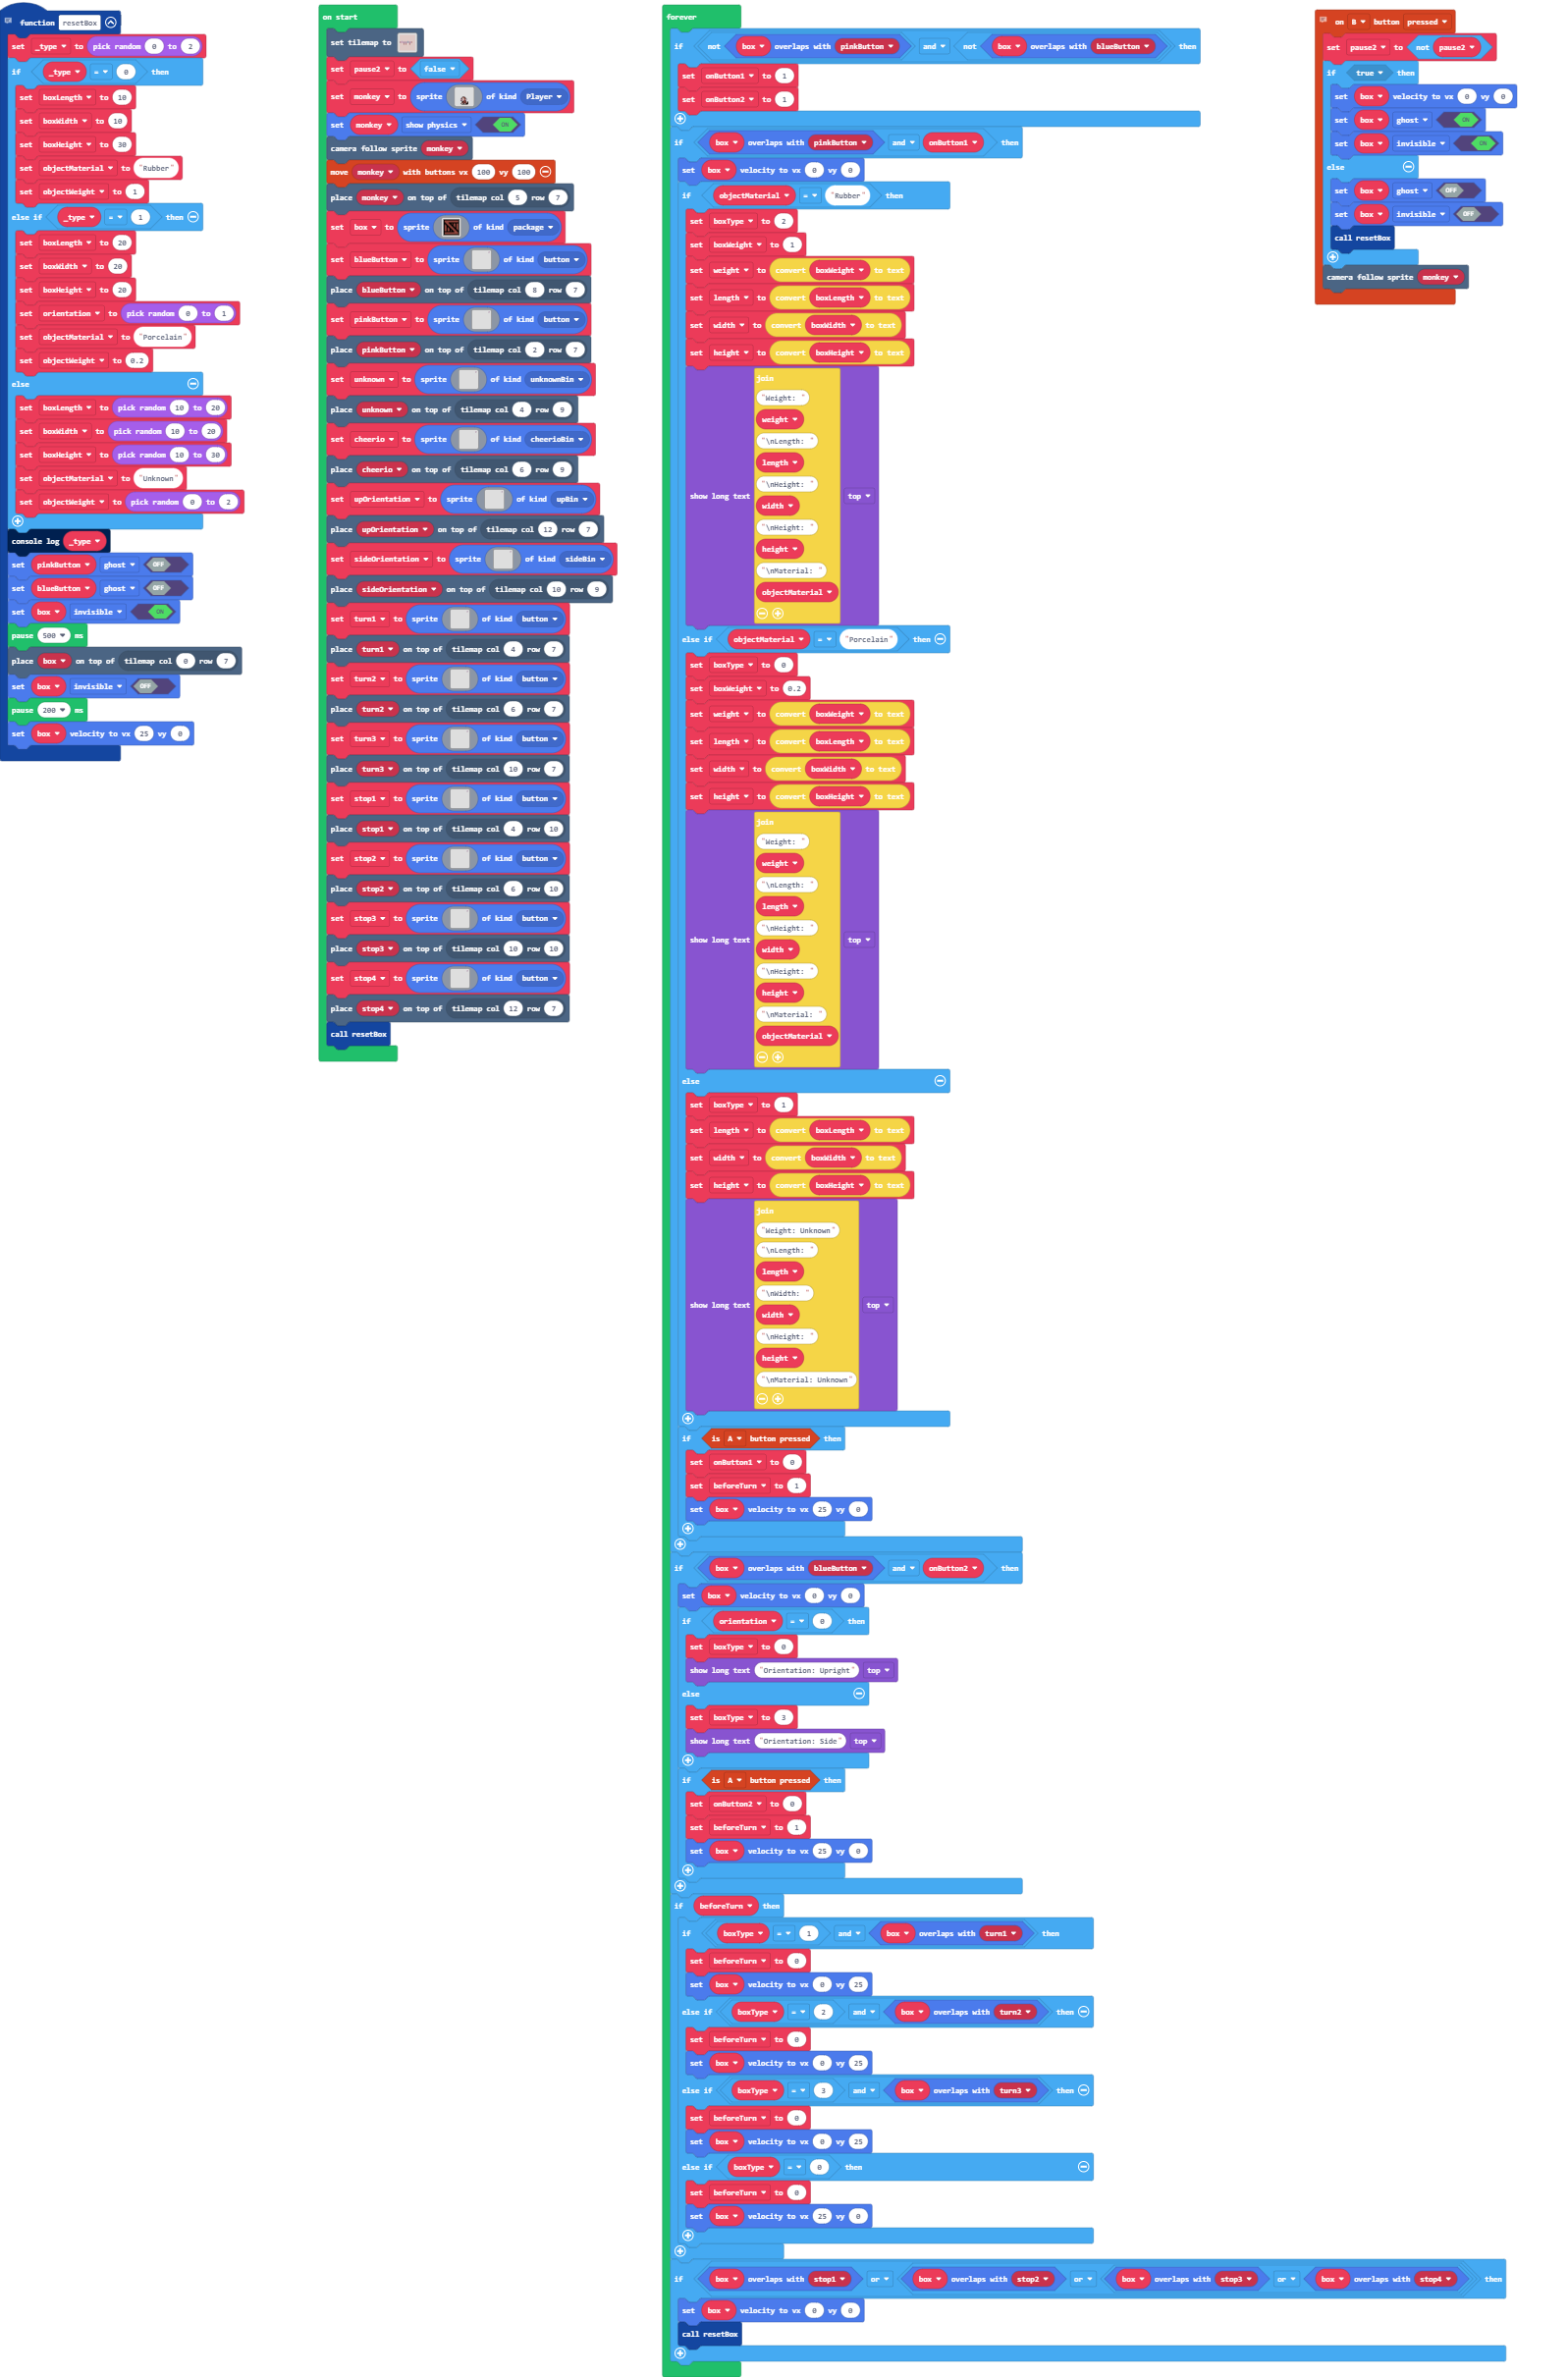 function resetBox
set _type to pick random 0 to 2
if _type = 0 then
set boxLength to 10
set boxWidth to 10
set boxHeight to 30
set objectMaterial to "Rubber"
set objectWeight to 1
else if _type = 1 then
set boxLength to 20
set boxWidth to 20
set boxHeight to 20
set orientation to pick random 0 to 1
set objectMaterial to "Porcelain"
set objectWeight to 0.2
else
set boxLength to pick random 10 to 20
set boxWidth to pick random 10 to 20
set boxHeight to pick random 10 to 30
set objectMaterial to "Unknown"
set objectWeight to pick random 0 to 2
console log _type
set pinkButton ghost OFF
set blueButton ghost OFF
set box invisible ON
pause 500 ms
place box on top of tilemap col 0 row 7
set box invisible OFF
pause 200 ms
set box velocity to vx 25 vy 0
on start
set tilemap to
set pause2 to false
set monkey to sprite of kind Player
set monkey show physics ON
camera follow sprite monkey
move monkey with buttons vx 100 vy 100
place monkey on top of tilemap col 5 row 7
set box to sprite of kind package
set blueButton to sprite of kind button
place blueButton on top of tilemap col 8 row 7
set pinkButton to sprite of kind button
place pinkButton on top of tilemap col 2 row 7
set unknown to sprite of kind unknownBin
place unknown on top of tilemap col 4 row 9
set cheerio to sprite of kind cheerioBin
place cheerio on top of tilemap col 6 row 9
set upOrientation to sprite of kind upBin
place upOrientation on top of tilemap col 12 row 7
set sideOrientation to sprite of kind sideBin
place sideOrientation on top of tilemap col 10 row 9
set turn1 to sprite of kind button
place turn1 on top of tilemap col 4 row 7
set turn2 to sprite of kind button
place turn2 on top of tilemap col 6 row 7
set turn3 to sprite of kind button
place turn3 on top of tilemap col 10 row 7
set stop1 to sprite of kind button
place stop1 on top of tilemap col 4 row 10
set stop2 to sprite of kind button
place stop2 on top of tilemap col 6 row 10
set stop3 to sprite of kind button
place stop3 on top of tilemap col 10 row 10
set stop4 to sprite of kind button
place stop4 on top of tilemap col 12 row 7
call resetBox
forever
if not box overlaps with pinkButton and not box overlaps with blueButton then
set onButton1 to 1
set onButton2 to 1
if box overlaps with pinkButton and onButton1 then
set box velocity to vx 0 vy 0
if objectMaterial = "Rubber" then
set boxType to 2
set boxWeight to 1
set weight to convert boxWeight to text
set length to convert boxLength to text
set width to convert boxWidth to text
set height to convert boxHeight to text
join
"Weight: "
weight
"\nLength: "
length
"\nHeight: "
show long text width top
"\nHeight: "
height
"\nMaterial: "
objectMaterial
else if objectMaterial = "Porcelain" then
set boxType to 0
set boxWeight to 0.2
set weight to convert boxWeight to text
set length to convert boxLength to text
set width to convert boxWidth to text
set height to convert boxHeight to text
join
"Weight: "
weight
"\nLength: "
length
"\nHeight: "
show long text width top
"\nHeight: "
height
"\nMaterial: "
objectMaterial
else
set boxType to 1
set length to convert boxLength to text
set width to convert boxWidth to text
set height to convert boxHeight to text
join
"Weight: Unknown"
"\nLength: "
length
"\nWidth: "
show long text width top
"\nHeight: "
height
"\nMaterial: Unknown"
if is A button pressed then
set onButton1 to 0
set beforeTurn to 1
set box velocity to vx 25 vy 0
if box overlaps with blueButton and onButton2 then
set box velocity to vx 0 vy 0
if orientation = 0 then
set boxType to 0
show long text "Orientation: Upright" top
else
set boxType to 3
show long text "Orientation: Side" top
if is A button pressed then
set onButton2 to 0
set beforeTurn to 1
set box velocity to vx 25 vy 0
if beforeTurn then
if boxType = 1 and box overlaps with turn1 then
set beforeTurn to 0
set box velocity to vx 0 vy 25
else if boxType = 2 and box overlaps with turn2 then
set beforeTurn to 0
set box velocity to vx 0 vy 25
else if boxType = 3 and box overlaps with turn3 then
set beforeTurn to 0
set box velocity to vx 0 vy 25
else if boxType = 0 then
set beforeTurn to 0
set box velocity to vx 25 vy 0
if box overlaps with stop1 or box overlaps with stop2 or box overlaps with stop3 or box overlaps with stop4 then
set box velocity to vx 0 vy 0
call resetBox
on B button pressed
set pause2 to not pause2
if true then
set box velocity to vx 0 vy 0
set box ghost ON
set box invisible ON
else
set box ghost OFF
set box invisible OFF
call resetBox
camera follow sprite monkey